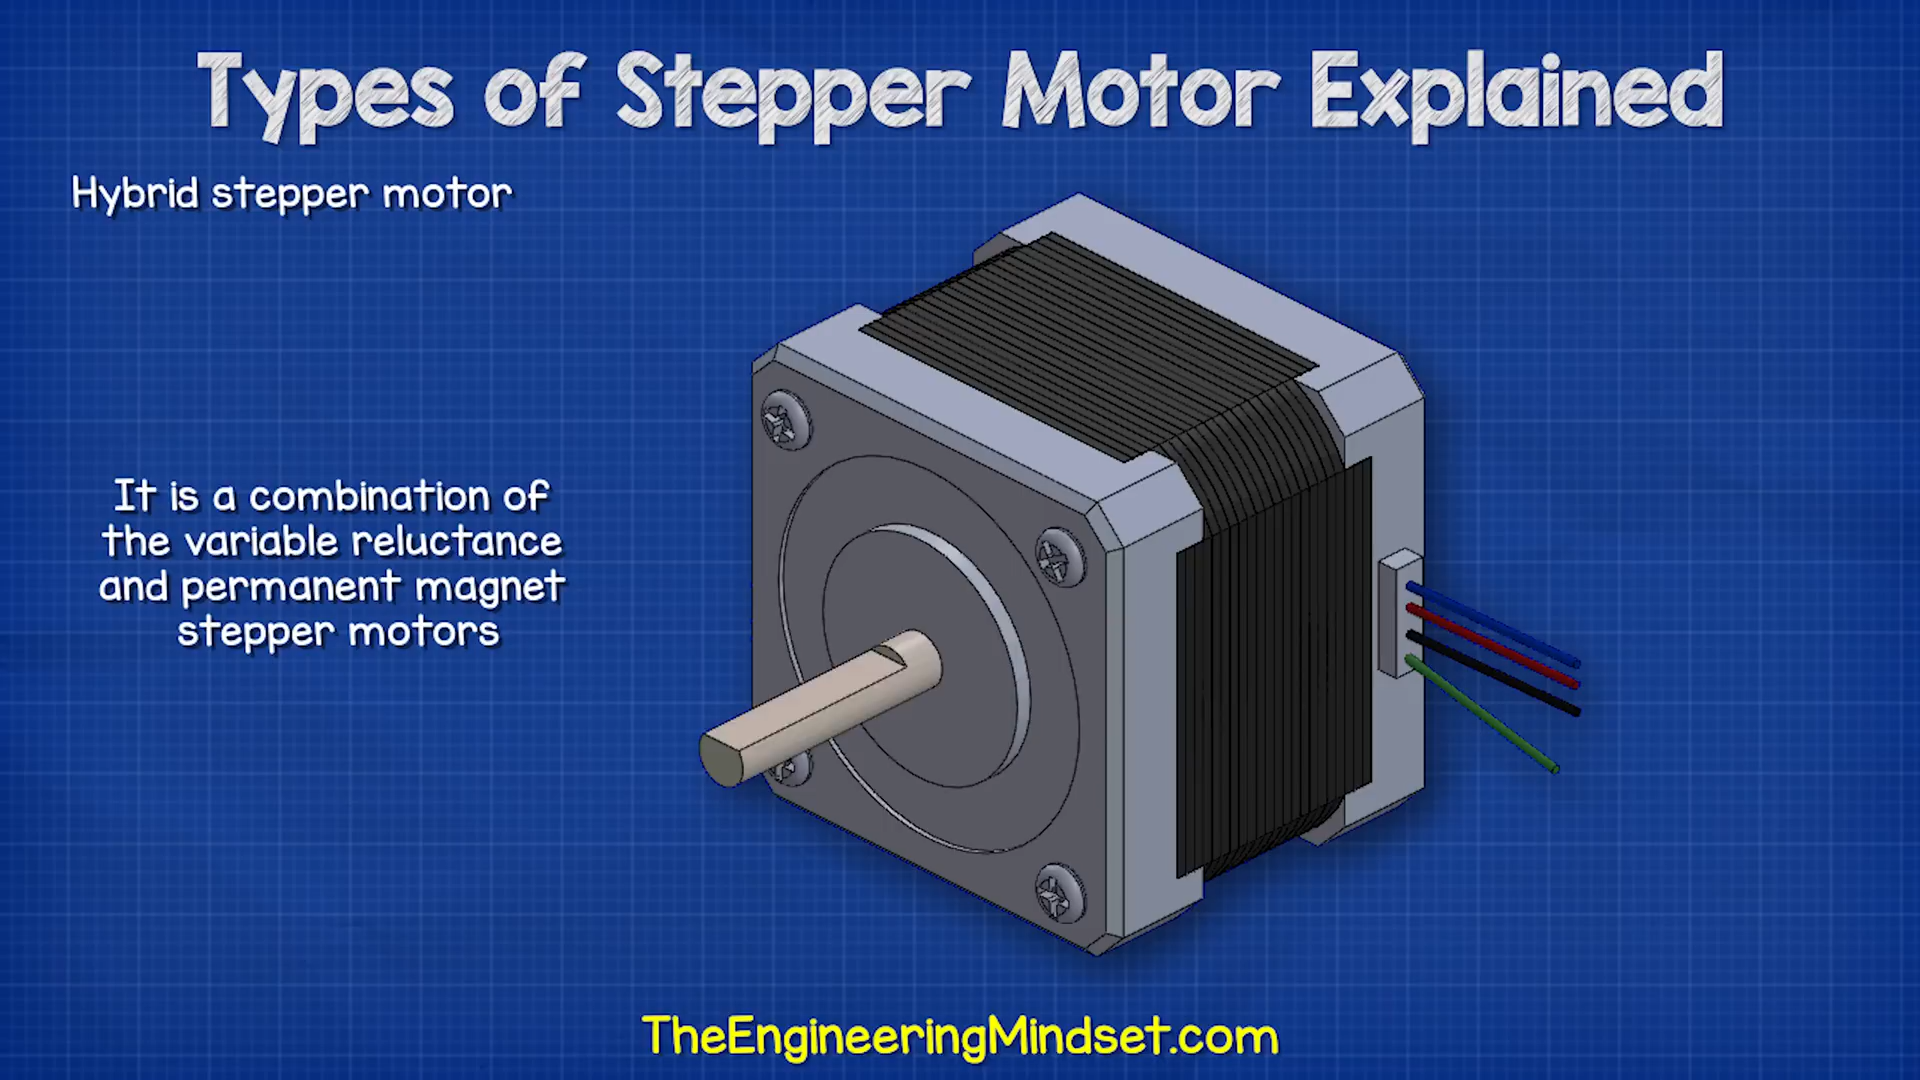 Types of Stepper Motor Explained
Hybrid stepper motor
It is a combination of
the variable reluctance
and permanent magnet
stepper motors
TheEngineeringMindset.com